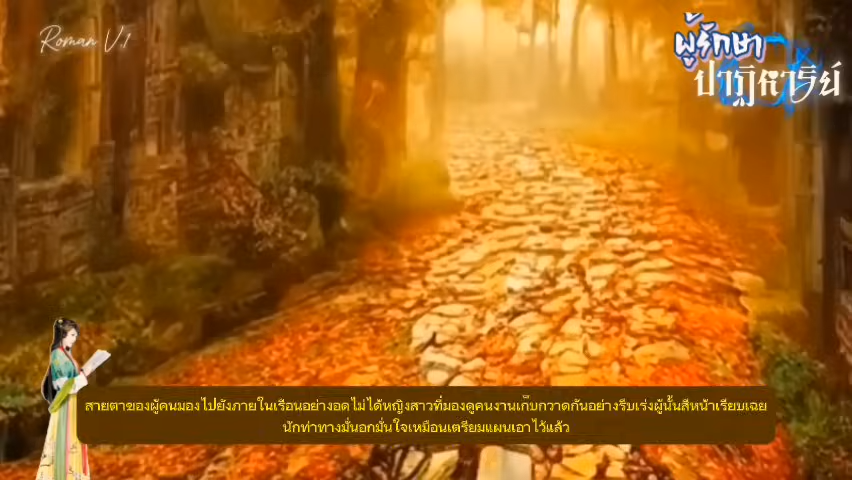 Roman V.1
ผู้รักษา
ปาฏิหาริย์
สายตาของผู้คนมองไปยังภายในเรือนอย่างอดไม่ได้หญิงสาวที่มองดูคนงานเก็บกวาดกันอย่างรีบเร่งผู้นั้นสีหน้าเรียบเฉย
นักท่าทางมั่นอกมั่นใจเหมือนเตรียมแผนเอาไว้แล้ว